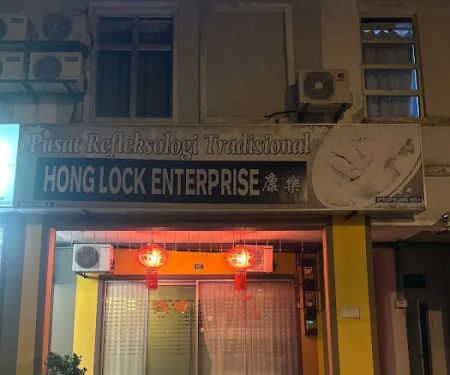 Pusat Refleksologi Tradisional
HONG LOCK ENTERPRISE 康樂